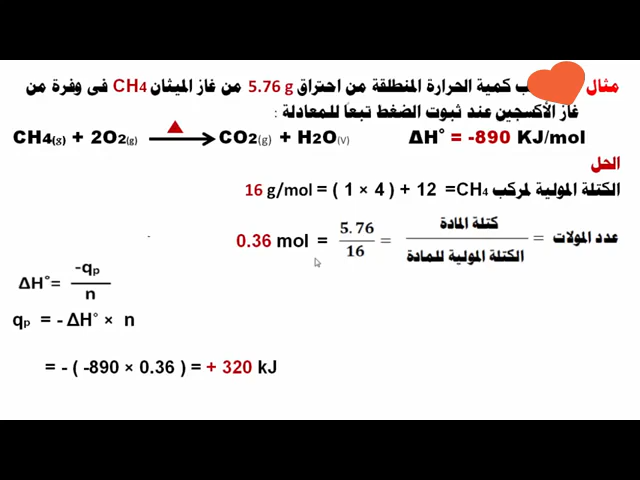 مثال ب كمية الحرارة المنطلقة من احتراق 5.76 g من غاز الميثان CH4 فى وفرة من
غاز الأكسجين عند ثبوت الضغط تبعاً للمعادلة :
CH4(g) + 2O2(g) ⟶ CO2(g) + H2O(V) ΔH° = -890 KJ/mol
الحل
الكتلة المولية لمركب CH4 = 12 + ( 4 × 1 ) = 16 g/mol
عدد المولات = كتلة المادة / الكتلة المولية للمادة = 5.76 / 16 = 0.36 mol
ΔH°= -qp / n
qp = - ΔH° × n
= - ( -890 × 0.36 ) = + 320 kJ